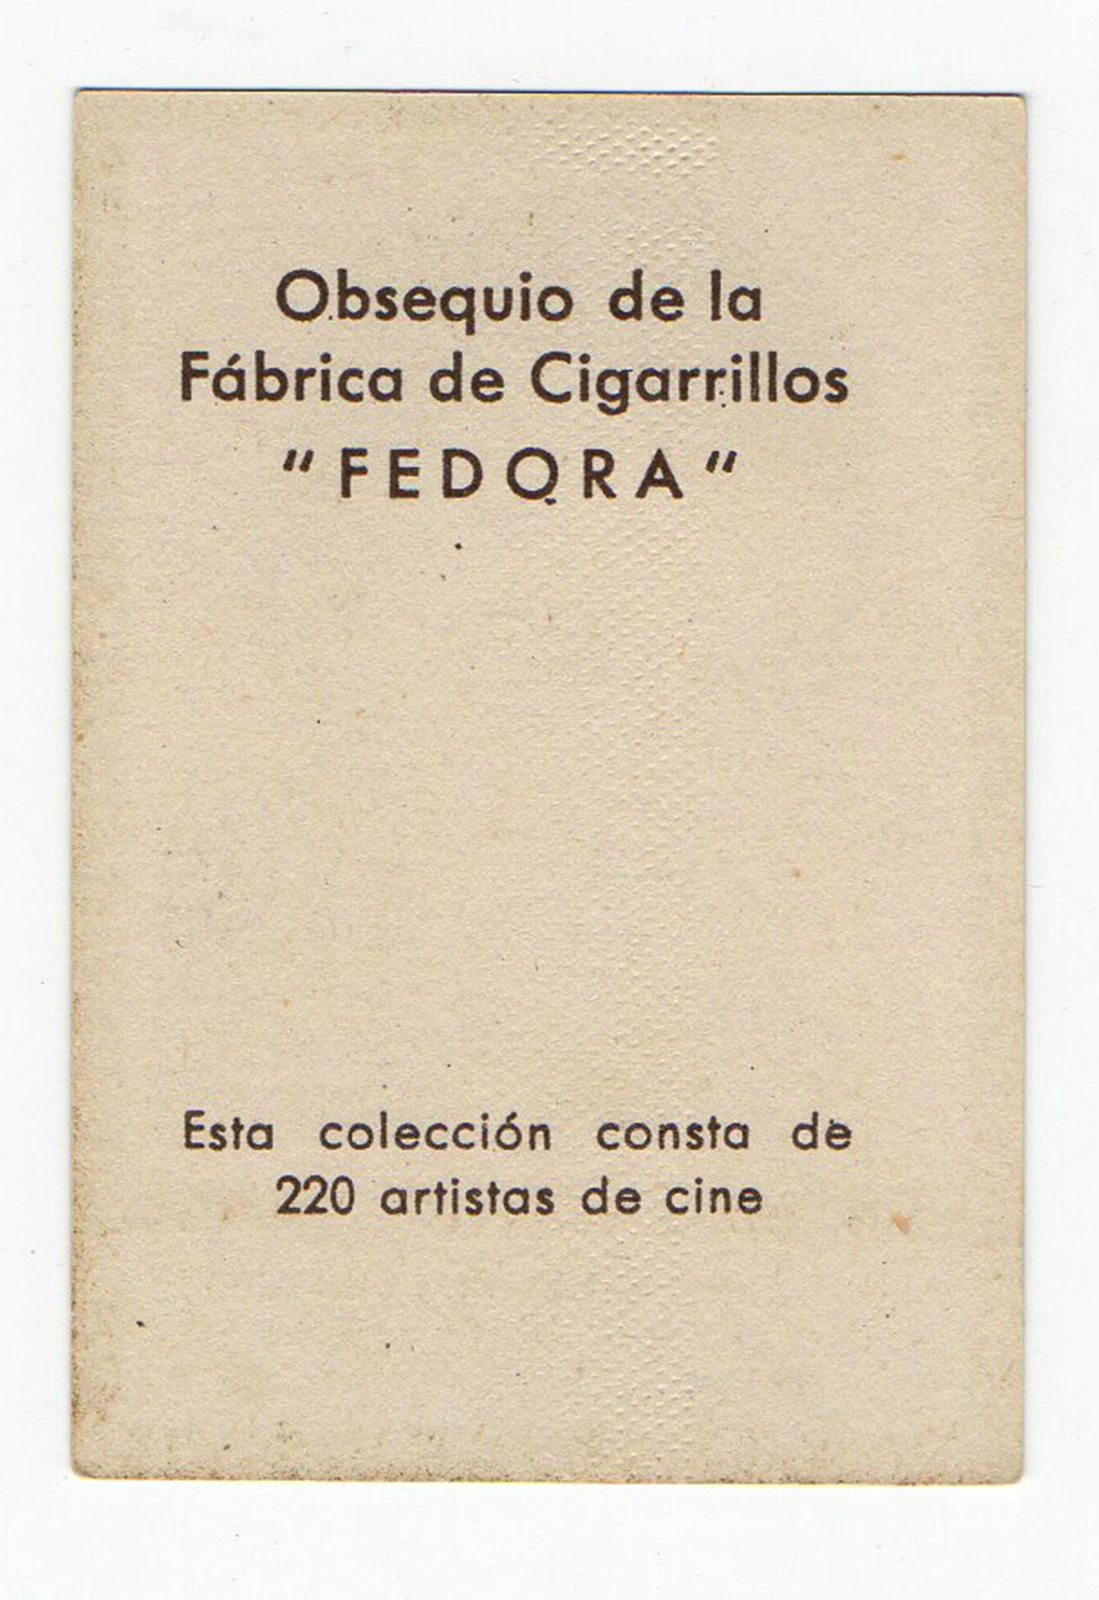 Obsequio de la
Fábrica de Cigarrillos
“FEDORA“
Esta colección consta de
220 artistas de cine